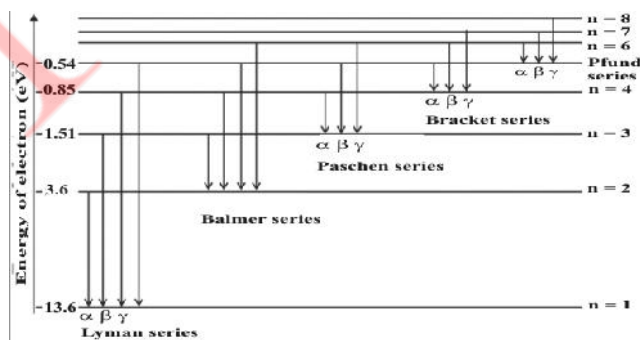 n = 8
n = 7
n = 6
-0.54
α β γ
Pfund
series
-0.85
α β γ
n = 4
Bracket series
-1.51
α β γ
n = 3
Paschen series
-3.6
n = 2
Balmer series
-13.6
n = 1
α β γ
Lyman series
Energy of electron (eV)